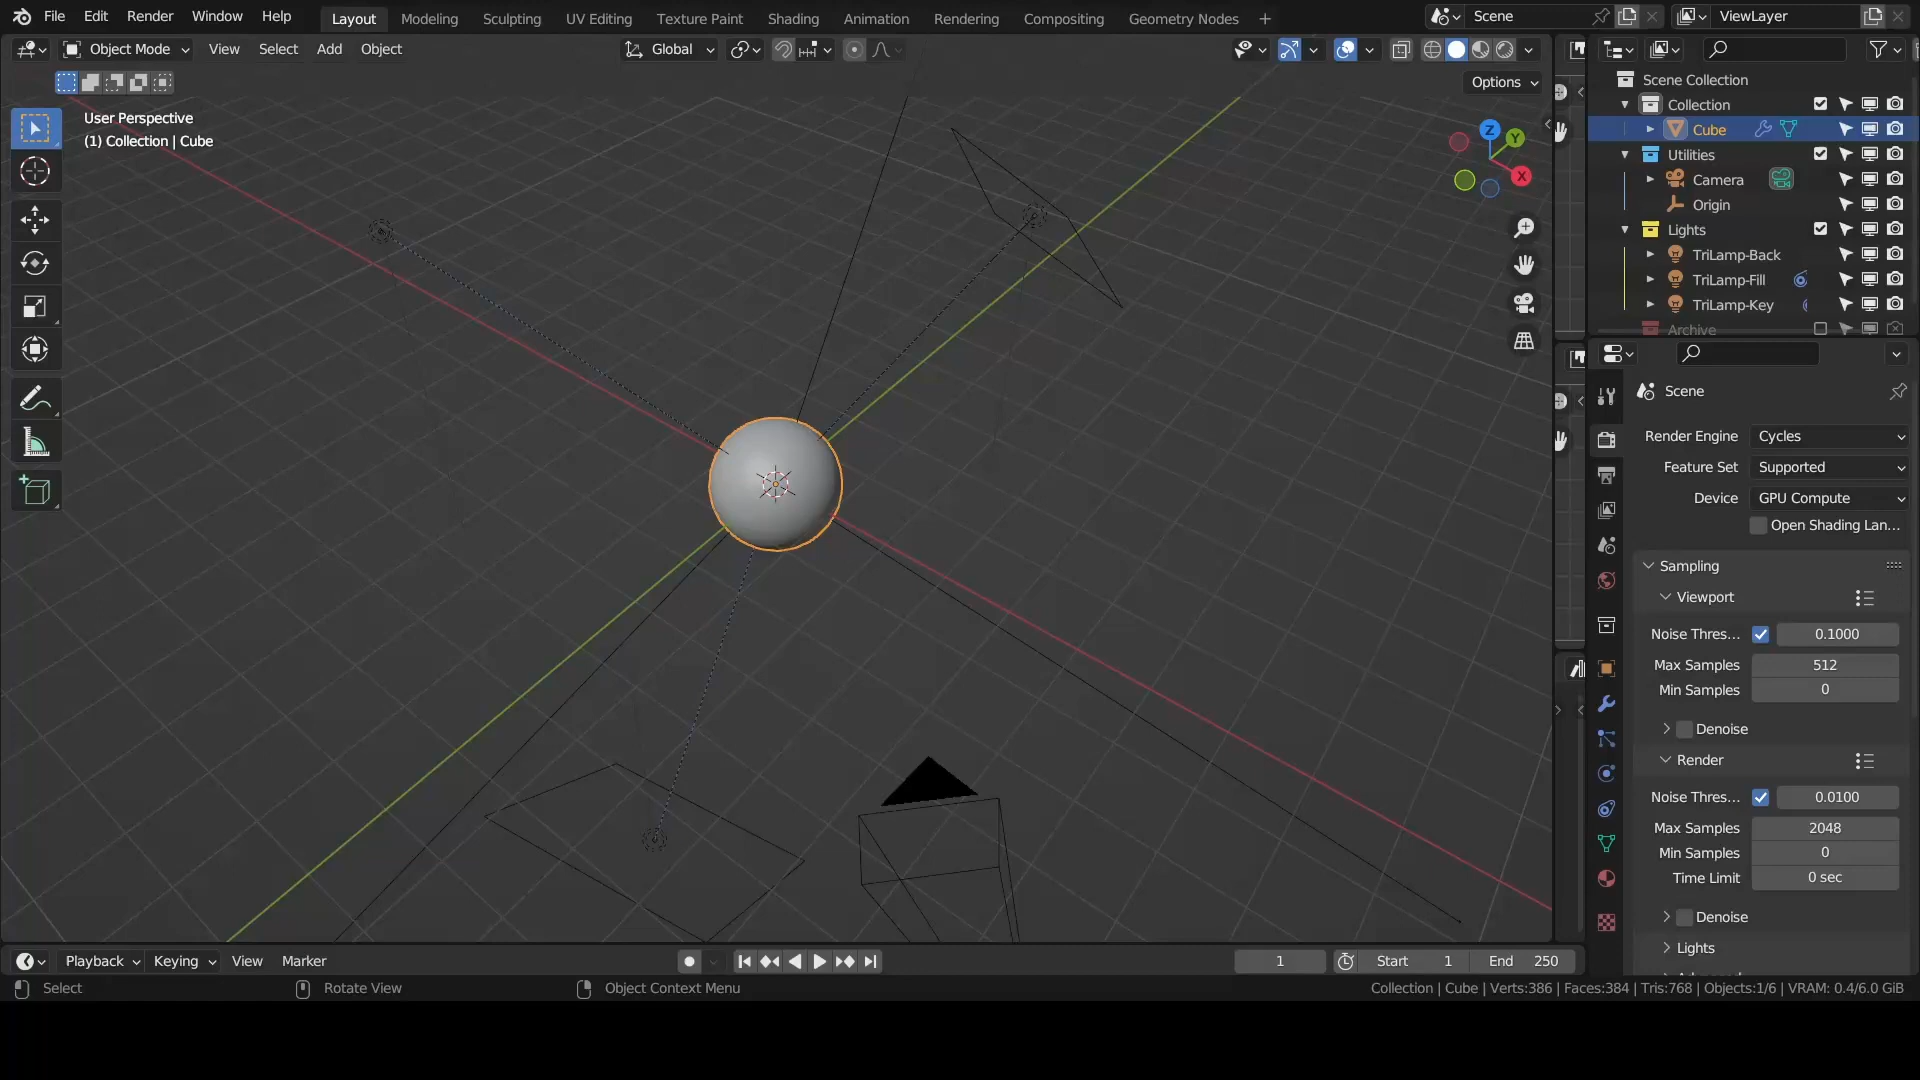 File Edit Render Window Help Layout Modeling Sculpting UV Editing Texture Paint Shading Animation Rendering Compositing Geometry Nodes + Scene ViewLayer
Object Mode View Select Add Object Global
Options
User Perspective
(1) Collection | Cube
Z
Y
X
Scene Collection
Collection
Cube
Utilities
Camera
Origin
Lights
TriLamp-Back
TriLamp-Fill
TriLamp-Key
Archive
Scene
Render Engine Cycles
Feature Set Supported
Device GPU Compute
Open Shading Lan...
Sampling
Viewport
Noise Thres... 0.1000
Max Samples 512
Min Samples 0
Denoise
Render
Noise Thres... 0.0100
Max Samples 2048
Min Samples 0
Time Limit 0 sec
Denoise
Lights
Playback Keying View Marker 1 Start 1 End 250
Select Rotate View Object Context Menu Collection | Cube | Verts:386 | Faces:384 | Tris:768 | Objects:1/6 | VRAM: 0.4/6.0 GiB